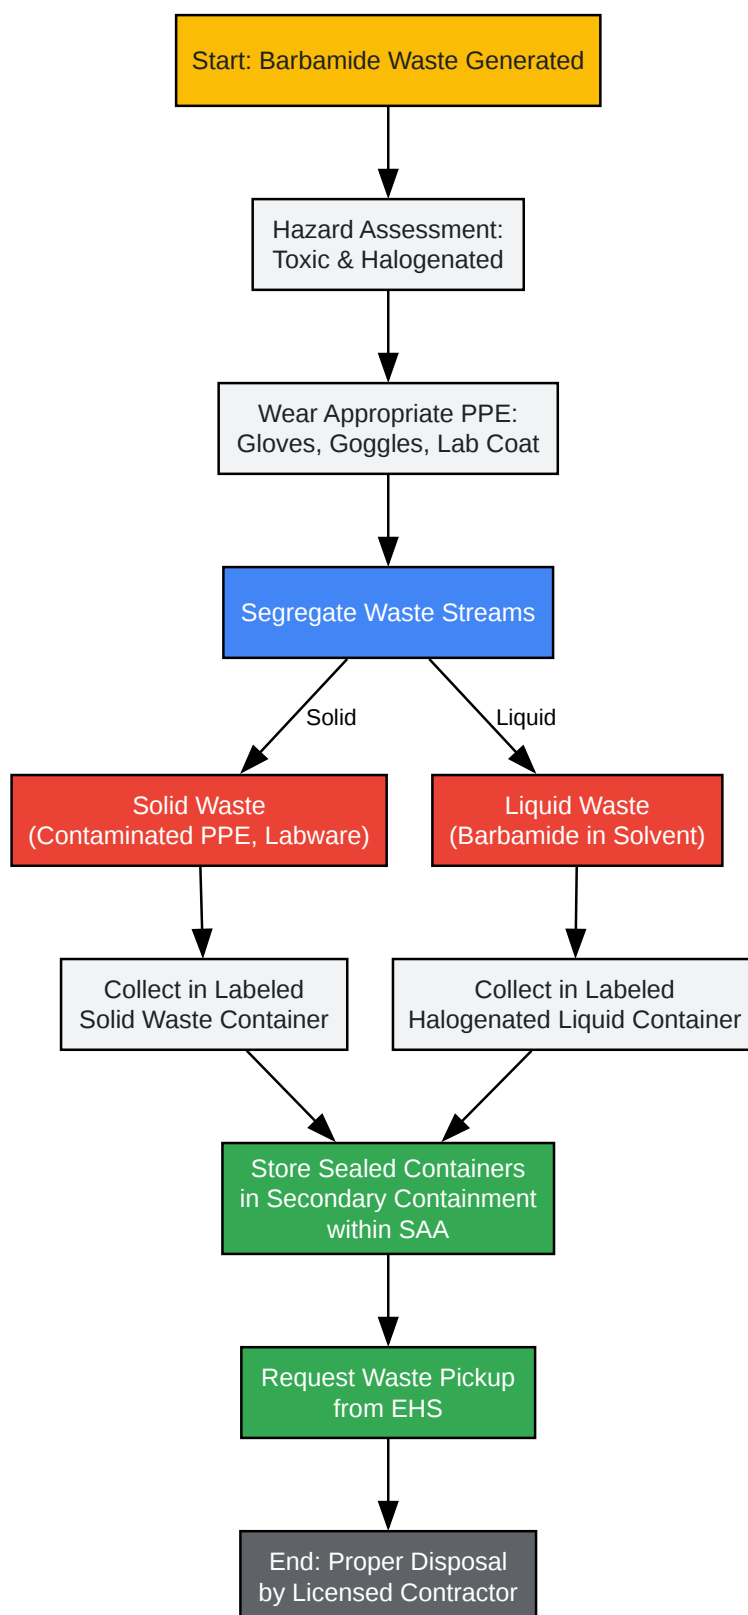 Start: Barbamide Waste Generated
Hazard Assessment:
Toxic & Halogenated
Wear Appropriate PPE:
Gloves, Goggles, Lab Coat
Segregate Waste Streams
Solid
Liquid
Solid Waste
(Contaminated PPE, Labware)
Liquid Waste
(Barbamide in Solvent)
Collect in Labeled
Solid Waste Container
Collect in Labeled
Halogenated Liquid Container
Store Sealed Containers
in Secondary Containment
within SAA
Request Waste Pickup
from EHS
End: Proper Disposal
by Licensed Contractor